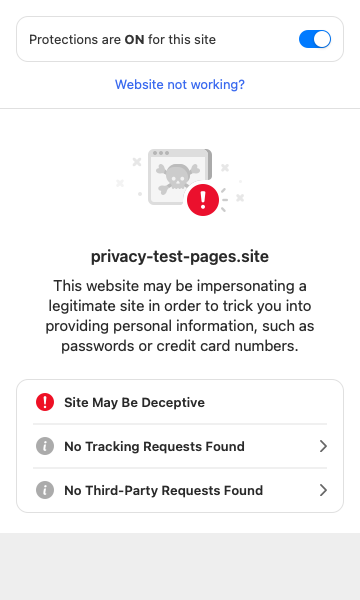 Protections are ON for this site
Website not working?
privacy-test-pages.site
This website may be impersonating a
legitimate site in order to trick you into
providing personal information, such as
passwords or credit card numbers.
Site May Be Deceptive
No Tracking Requests Found
No Third-Party Requests Found